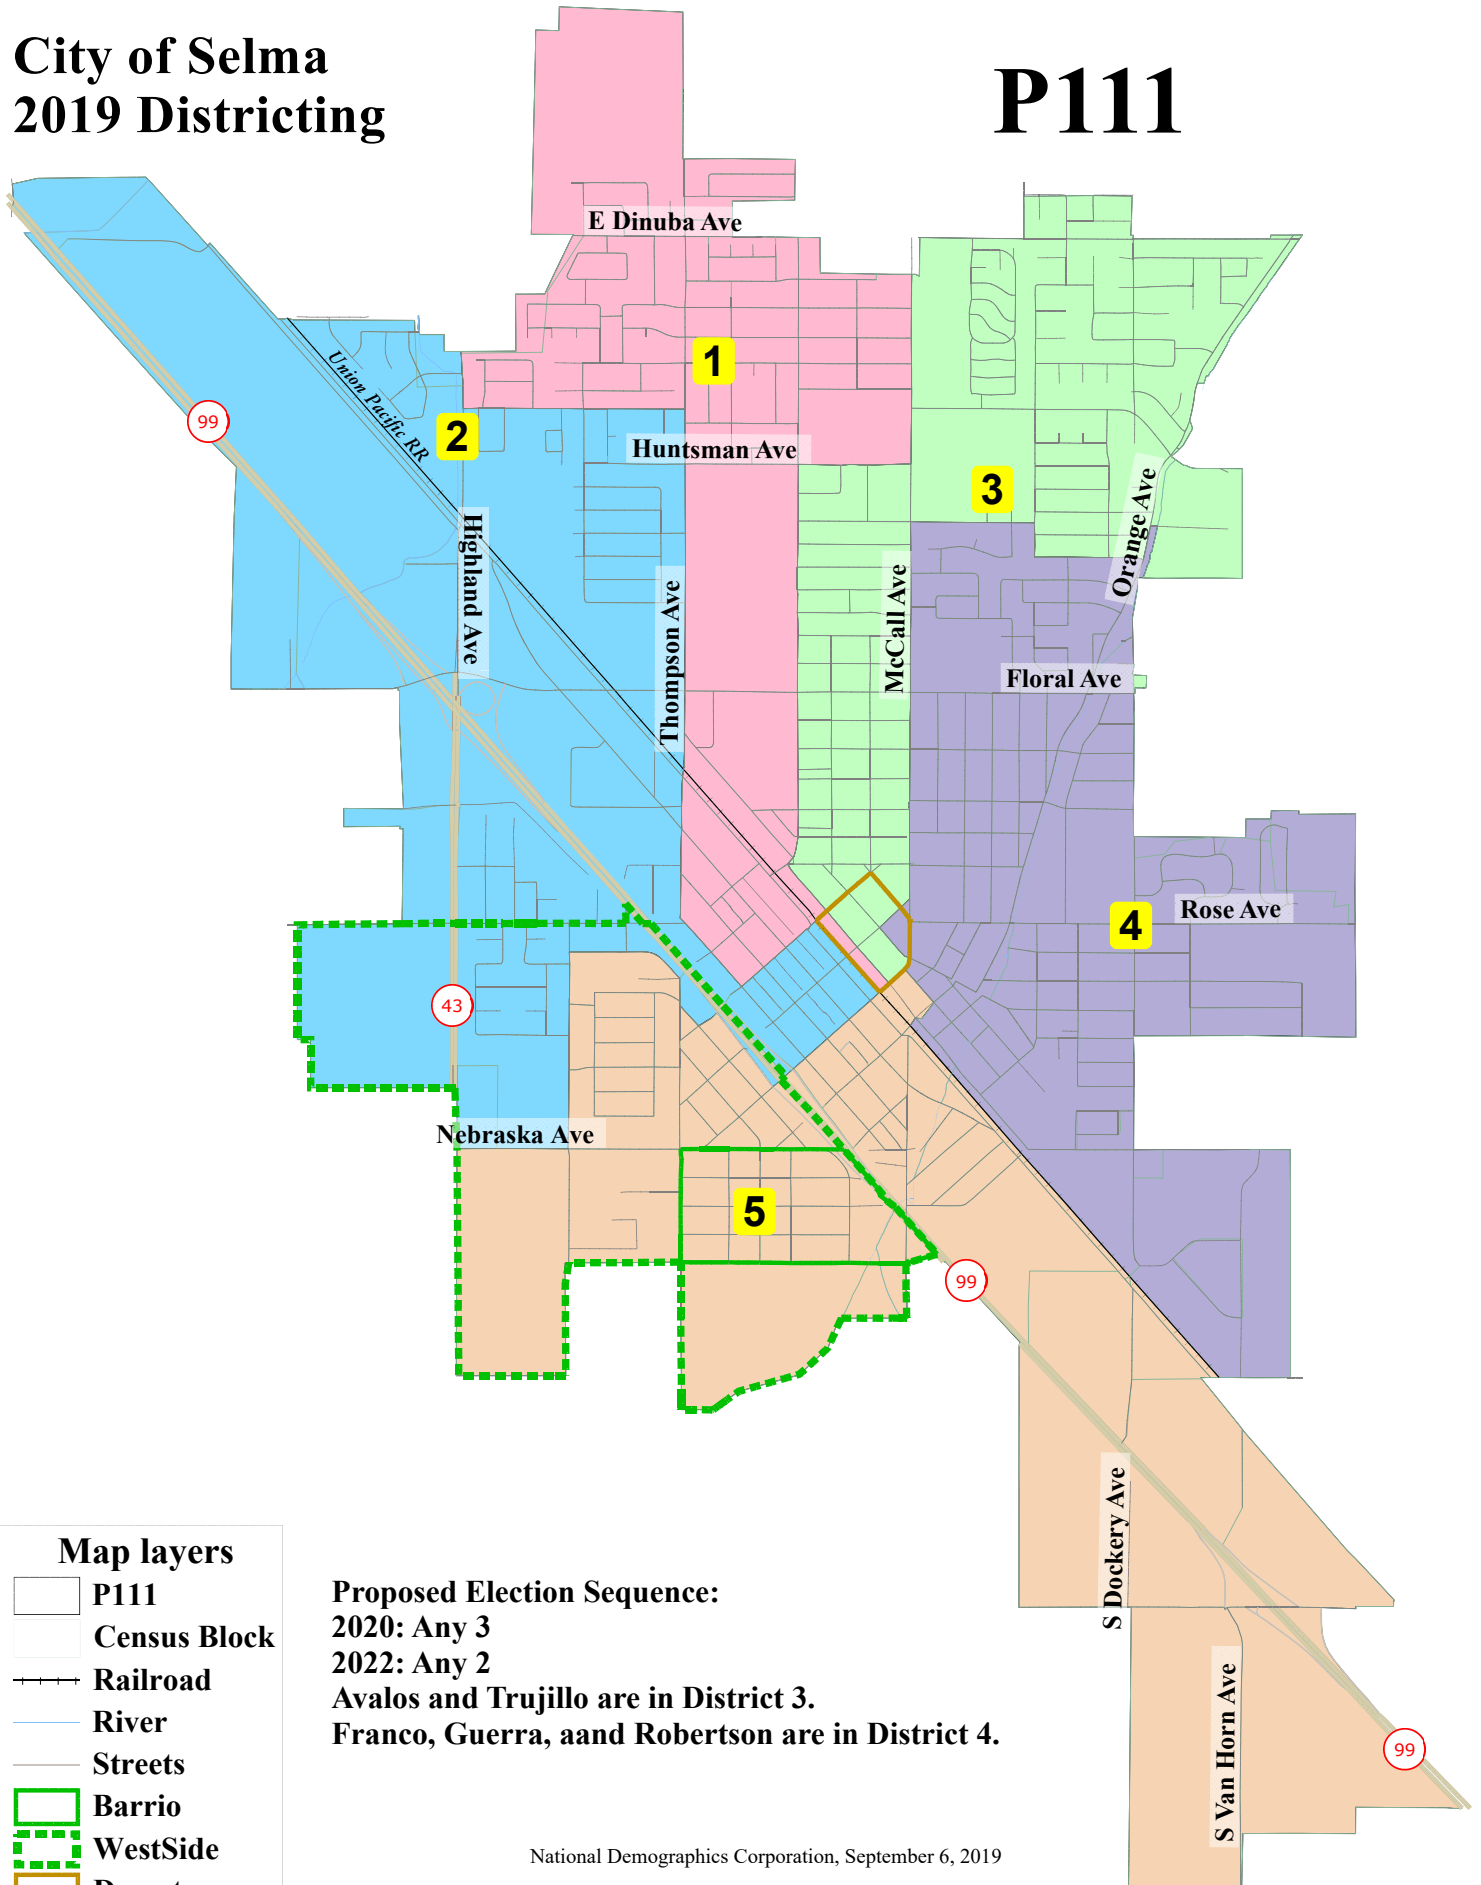 City of Selma
2019 Districting
P111
E Dinuba Ave
1
Union Pacific RR
99
2
Huntsman Ave
3
Orange Ave
Highland Ave
Thompson Ave
McCall Ave
Floral Ave
4
Rose Ave
43
Nebraska Ave
5
99
S Dockery Ave
S Van Horn Ave
99
Map layers
P111
Census Block
Railroad
River
Streets
Barrio
WestSide
Proposed Election Sequence:
2020: Any 3
2022: Any 2
Avalos and Trujillo are in District 3.
Franco, Guerra, aand Robertson are in District 4.
National Demographics Corporation, September 6, 2019